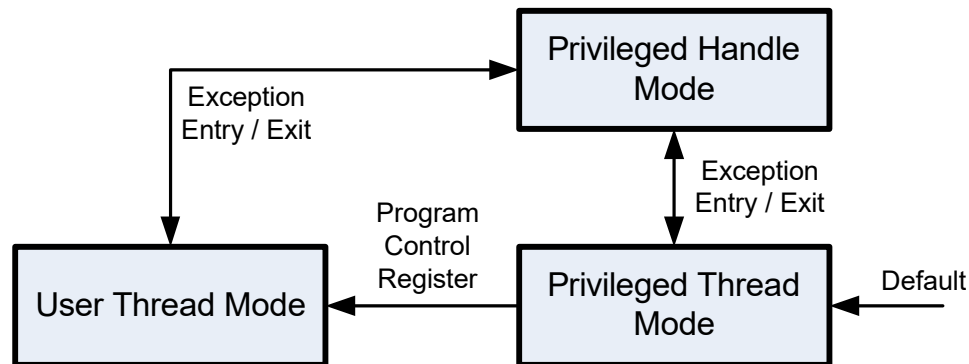 Privileged Handle
Mode
Exception
Entry / Exit
Exception
Entry / Exit
Program
Control
Register
User Thread Mode
Privileged Thread
Mode
Default